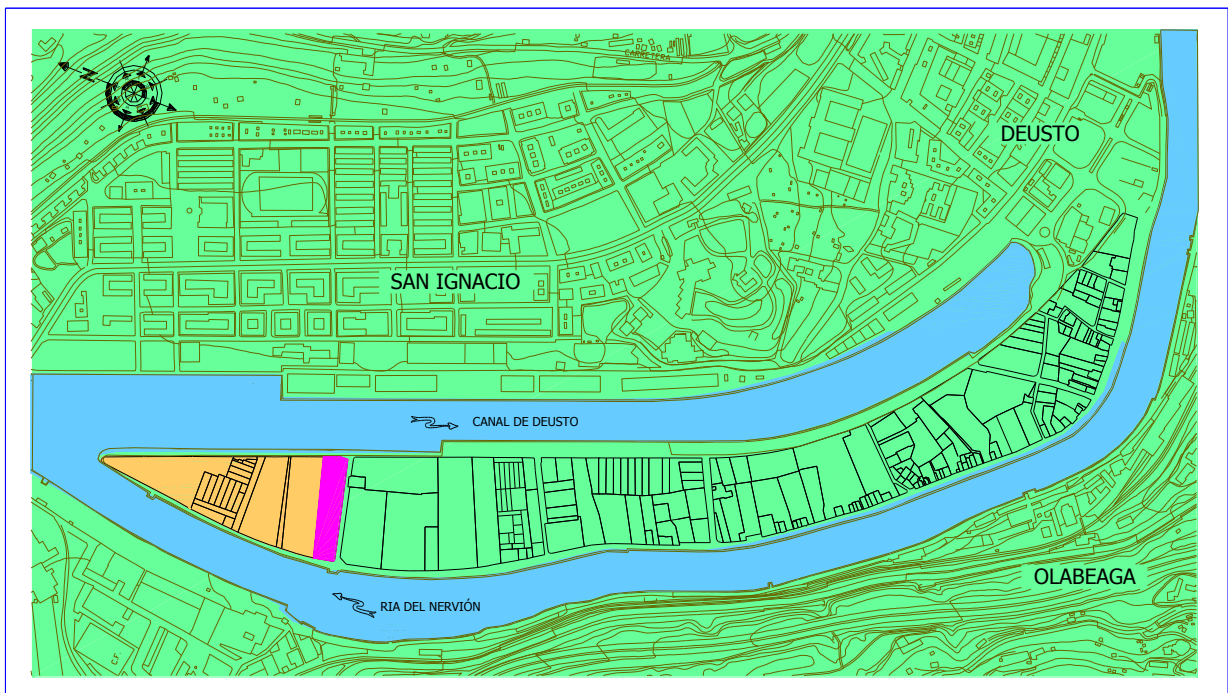 CARRETERA
N
DEUSTO
SAN IGNACIO
CANAL DE DEUSTO
OLABEAGA
RIA DEL NERVIÓN
C.F.